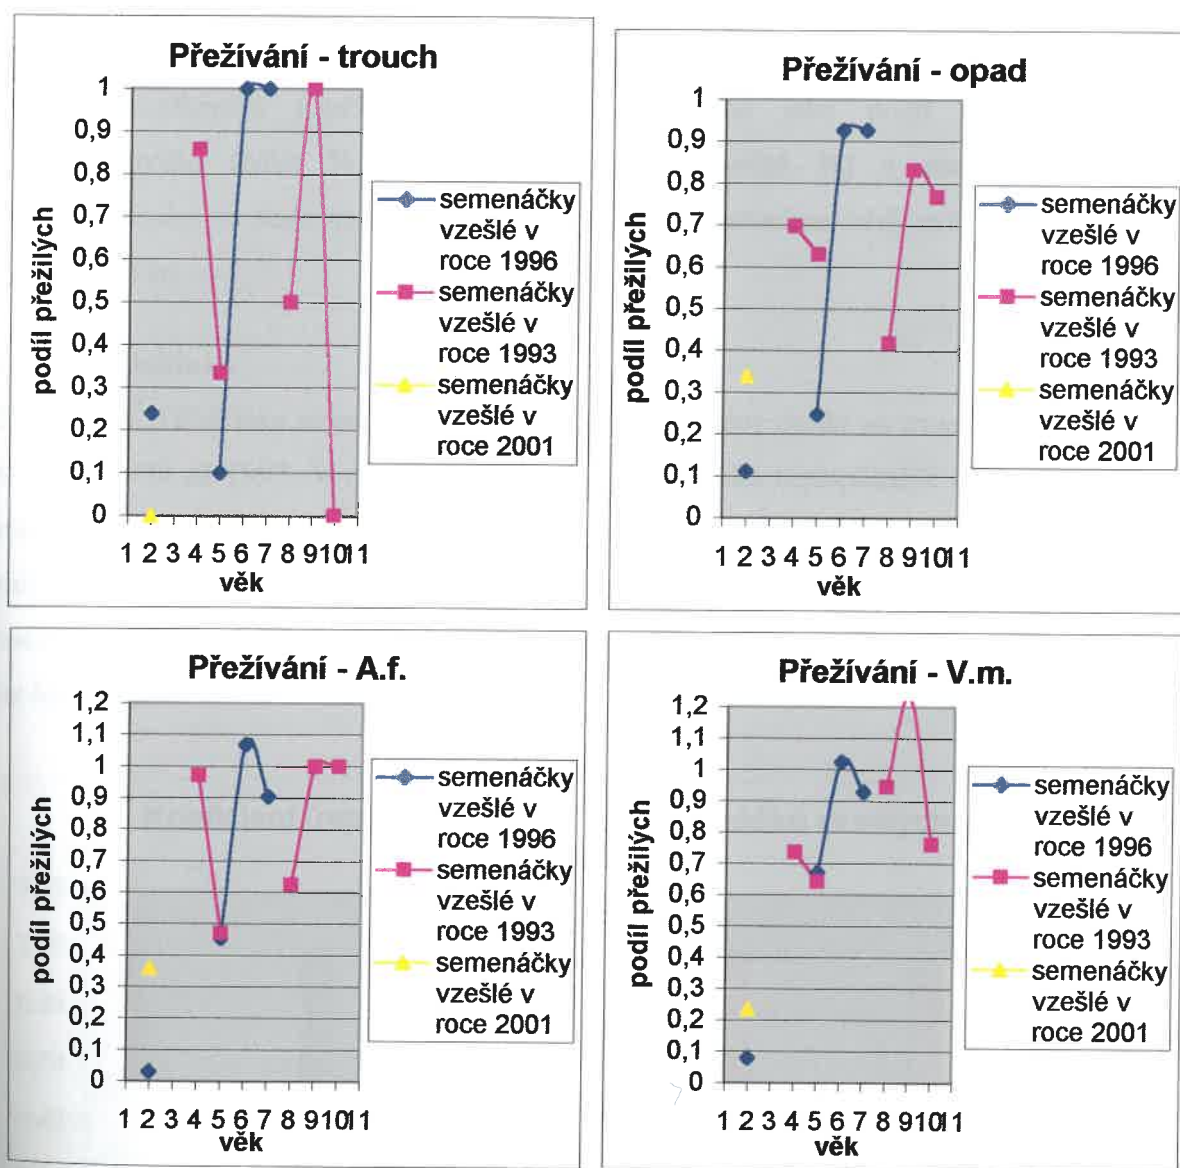 Přežívání - trouch
podíl přežilých
1
0,9
0,8
0,7
0,6
0,5
0,4
0,3
0,2
0,1
0
1 2 3 4 5 6 7 8 9 10 11
věk
semenáčky
vzešlé v
roce 1996
semenáčky
vzešlé v
roce 1993
semenáčky
vzešlé v
roce 2001
Přežívání - opad
podíl přežilých
1
0,9
0,8
0,7
0,6
0,5
0,4
0,3
0,2
0,1
0
1 2 3 4 5 6 7 8 9 10 11
věk
semenáčky
vzešlé v
roce 1996
semenáčky
vzešlé v
roce 1993
semenáčky
vzešlé v
roce 2001
Přežívání - A.f.
podíl přežilých
1,2
1,1
1
0,9
0,8
0,7
0,6
0,5
0,4
0,3
0,2
0,1
0
1 2 3 4 5 6 7 8 9 10 11
věk
semenáčky
vzešlé v
roce 1996
semenáčky
vzešlé v
roce 1993
semenáčky
vzešlé v
roce 2001
Přežívání - V.m.
podíl přežilých
1,2
1,1
1
0,9
0,8
0,7
0,6
0,5
0,4
0,3
0,2
0,1
0
1 2 3 4 5 6 7 8 9 10 11
věk
semenáčky
vzešlé v
roce 1996
semenáčky
vzešlé v
roce 1993
semenáčky
vzešlé v
roce 2001